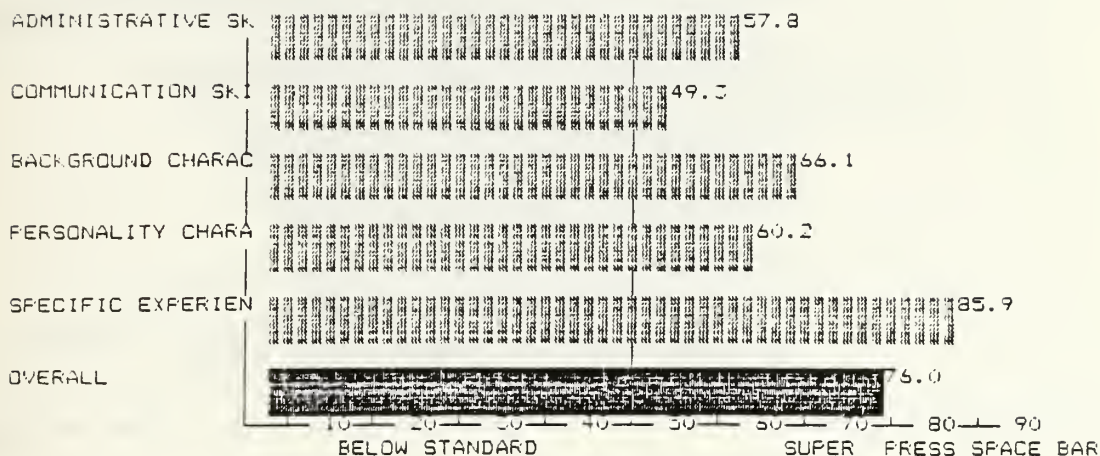 ADMINISTRATIVE SK 57.8
COMMUNICATION SKI 49.3
BACKGROUND CHARAC 66.1
PERSONALITY CHARA 60.2
SPECIFIC EXPERIEN 85.9
OVERALL 76.0
10 20 30 40 50 60 70 80 90
BELOW STANDARD SUPER PRESS SPACE BAR